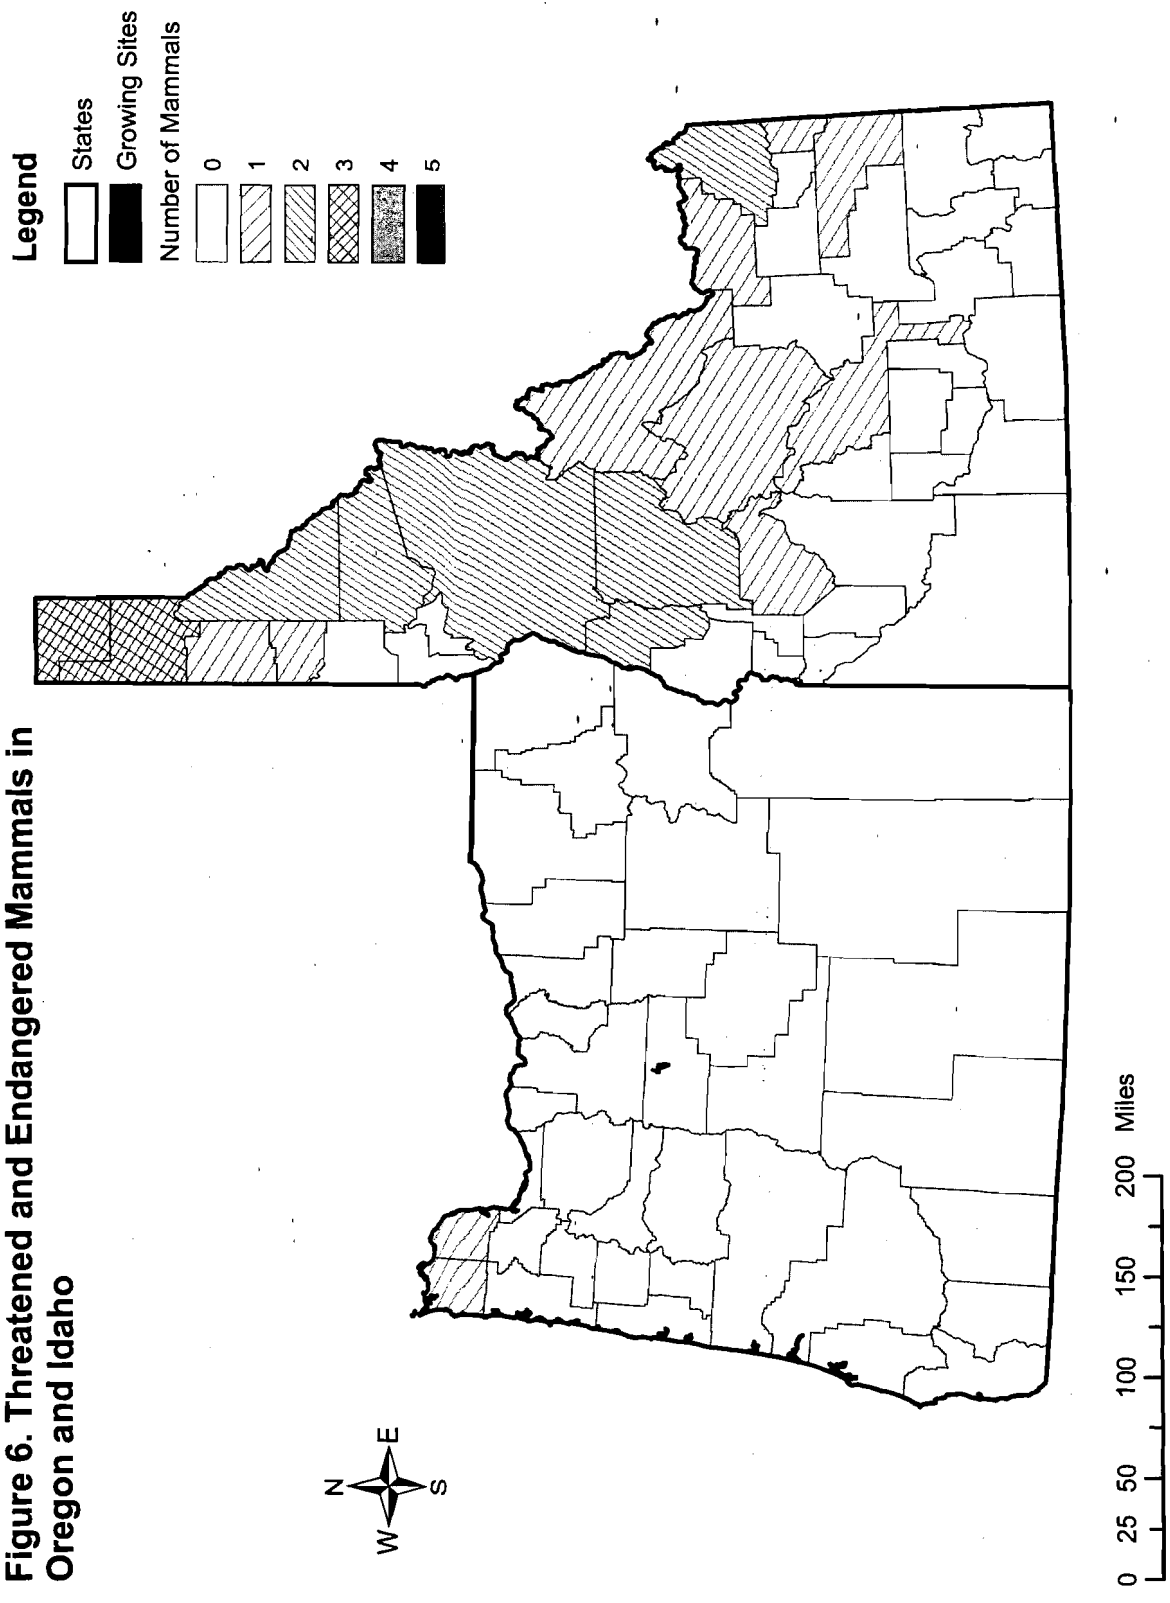 Figure 6. Threatened and Endangered Mammals in
Oregon and Idaho
Legend
States
Growing Sites
Number of Mammals
0
1
2
3
4
5
N
W
E
S
0 25 50 100 150 200 Miles